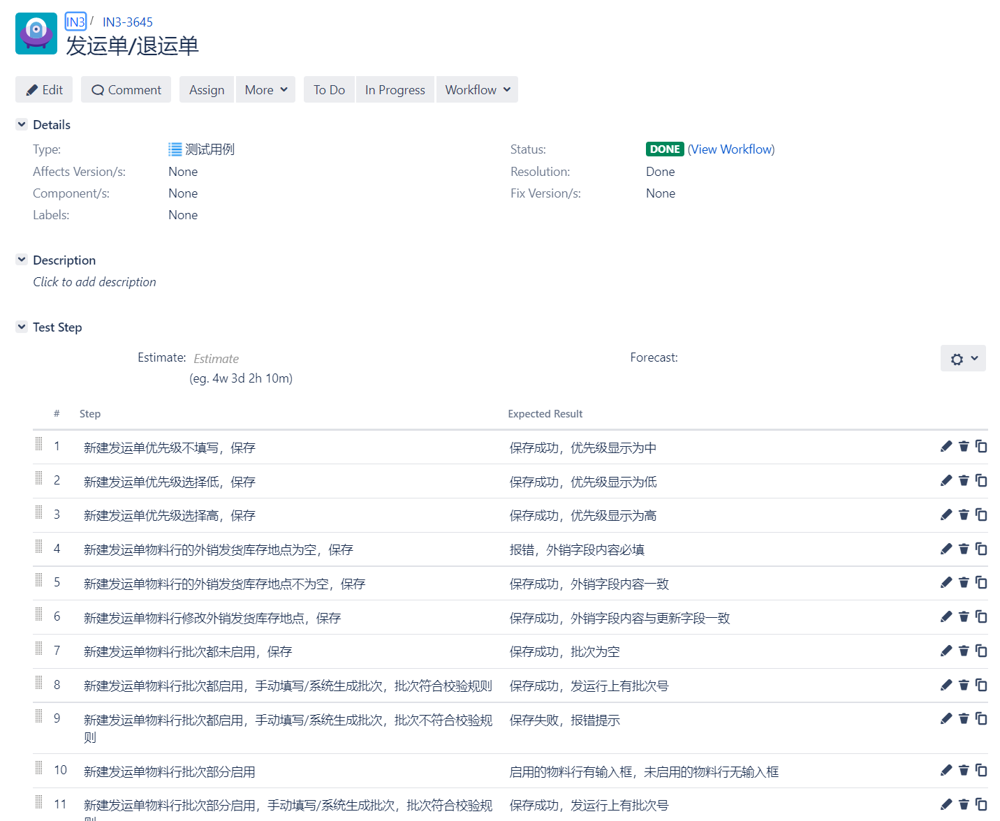 IN3 / IN3-3645
发运单/退运单
Edit Comment Assign More To Do In Progress Workflow
Details
Type: 测试用例 Status: DONE (View Workflow)
Affects Version/s: None Resolution: Done
Component/s: None Fix Version/s: None
Labels: None
Description
Click to add description
Test Step
Estimate: Estimate Forecast:
(eg. 4w 3d 2h 10m)
# Step Expected Result
1 新建发运单优先级不填写，保存 保存成功，优先级显示为中
2 新建发运单优先级选择低，保存 保存成功，优先级显示为低
3 新建发运单优先级选择高，保存 保存成功，优先级显示为高
4 新建发运单物料行的外销发货库存地点为空，保存 报错，外销字段内容必填
5 新建发运单物料行的外销发货库存地点不为空，保存 保存成功，外销字段内容一致
6 新建发运单物料行修改外销发货库存地点，保存 保存成功，外销字段内容与更新字段一致
7 新建发运单物料行批次都未启用，保存 保存成功，批次为空
8 新建发运单物料行批次都启用，手动填写/系统生成批次，批次符合校验规则 保存成功，发运行上有批次号
9 新建发运单物料行批次都启用，手动填写/系统生成批次，批次不符合校验规 保存失败，报错提示
则
10 新建发运单物料行批次部分启用 启用的物料行有输入框，未启用的物料行无输入框
11 新建发运单物料行批次部分启用，手动填写/系统生成批次，批次符合校验规 保存成功，发运行上有批次号